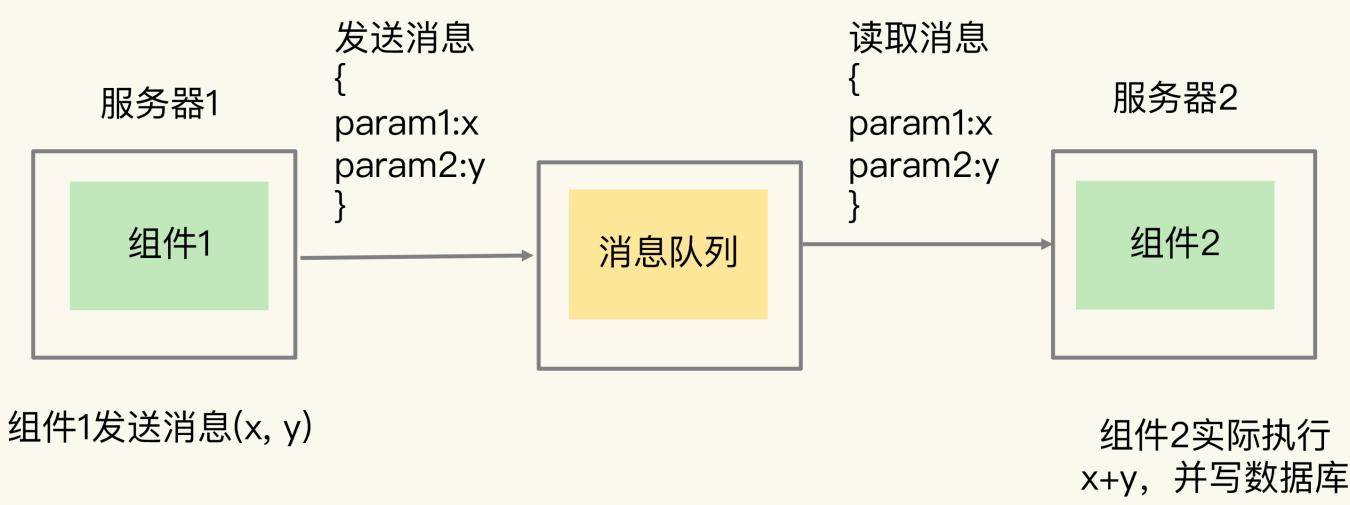 发送消息
{
param1:x
param2:y
}
读取消息
{
param1:x
param2:y
}
服务器1
服务器2
组件1
消息队列
组件2
组件1发送消息(x, y)
组件2实际执行
x+y，并写数据库